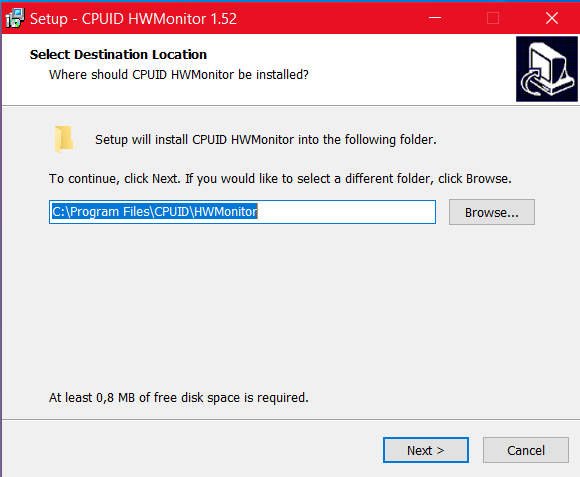 Setup - CPUID HWMonitor 1.52
Select Destination Location
Where should CPUID HWMonitor be installed?
Setup will install CPUID HWMonitor into the following folder.
To continue, click Next. If you would like to select a different folder, click Browse.
C:\Program Files\CPUID\HWMonitor
Browse...
At least 0,8 MB of free disk space is required.
Next >
Cancel